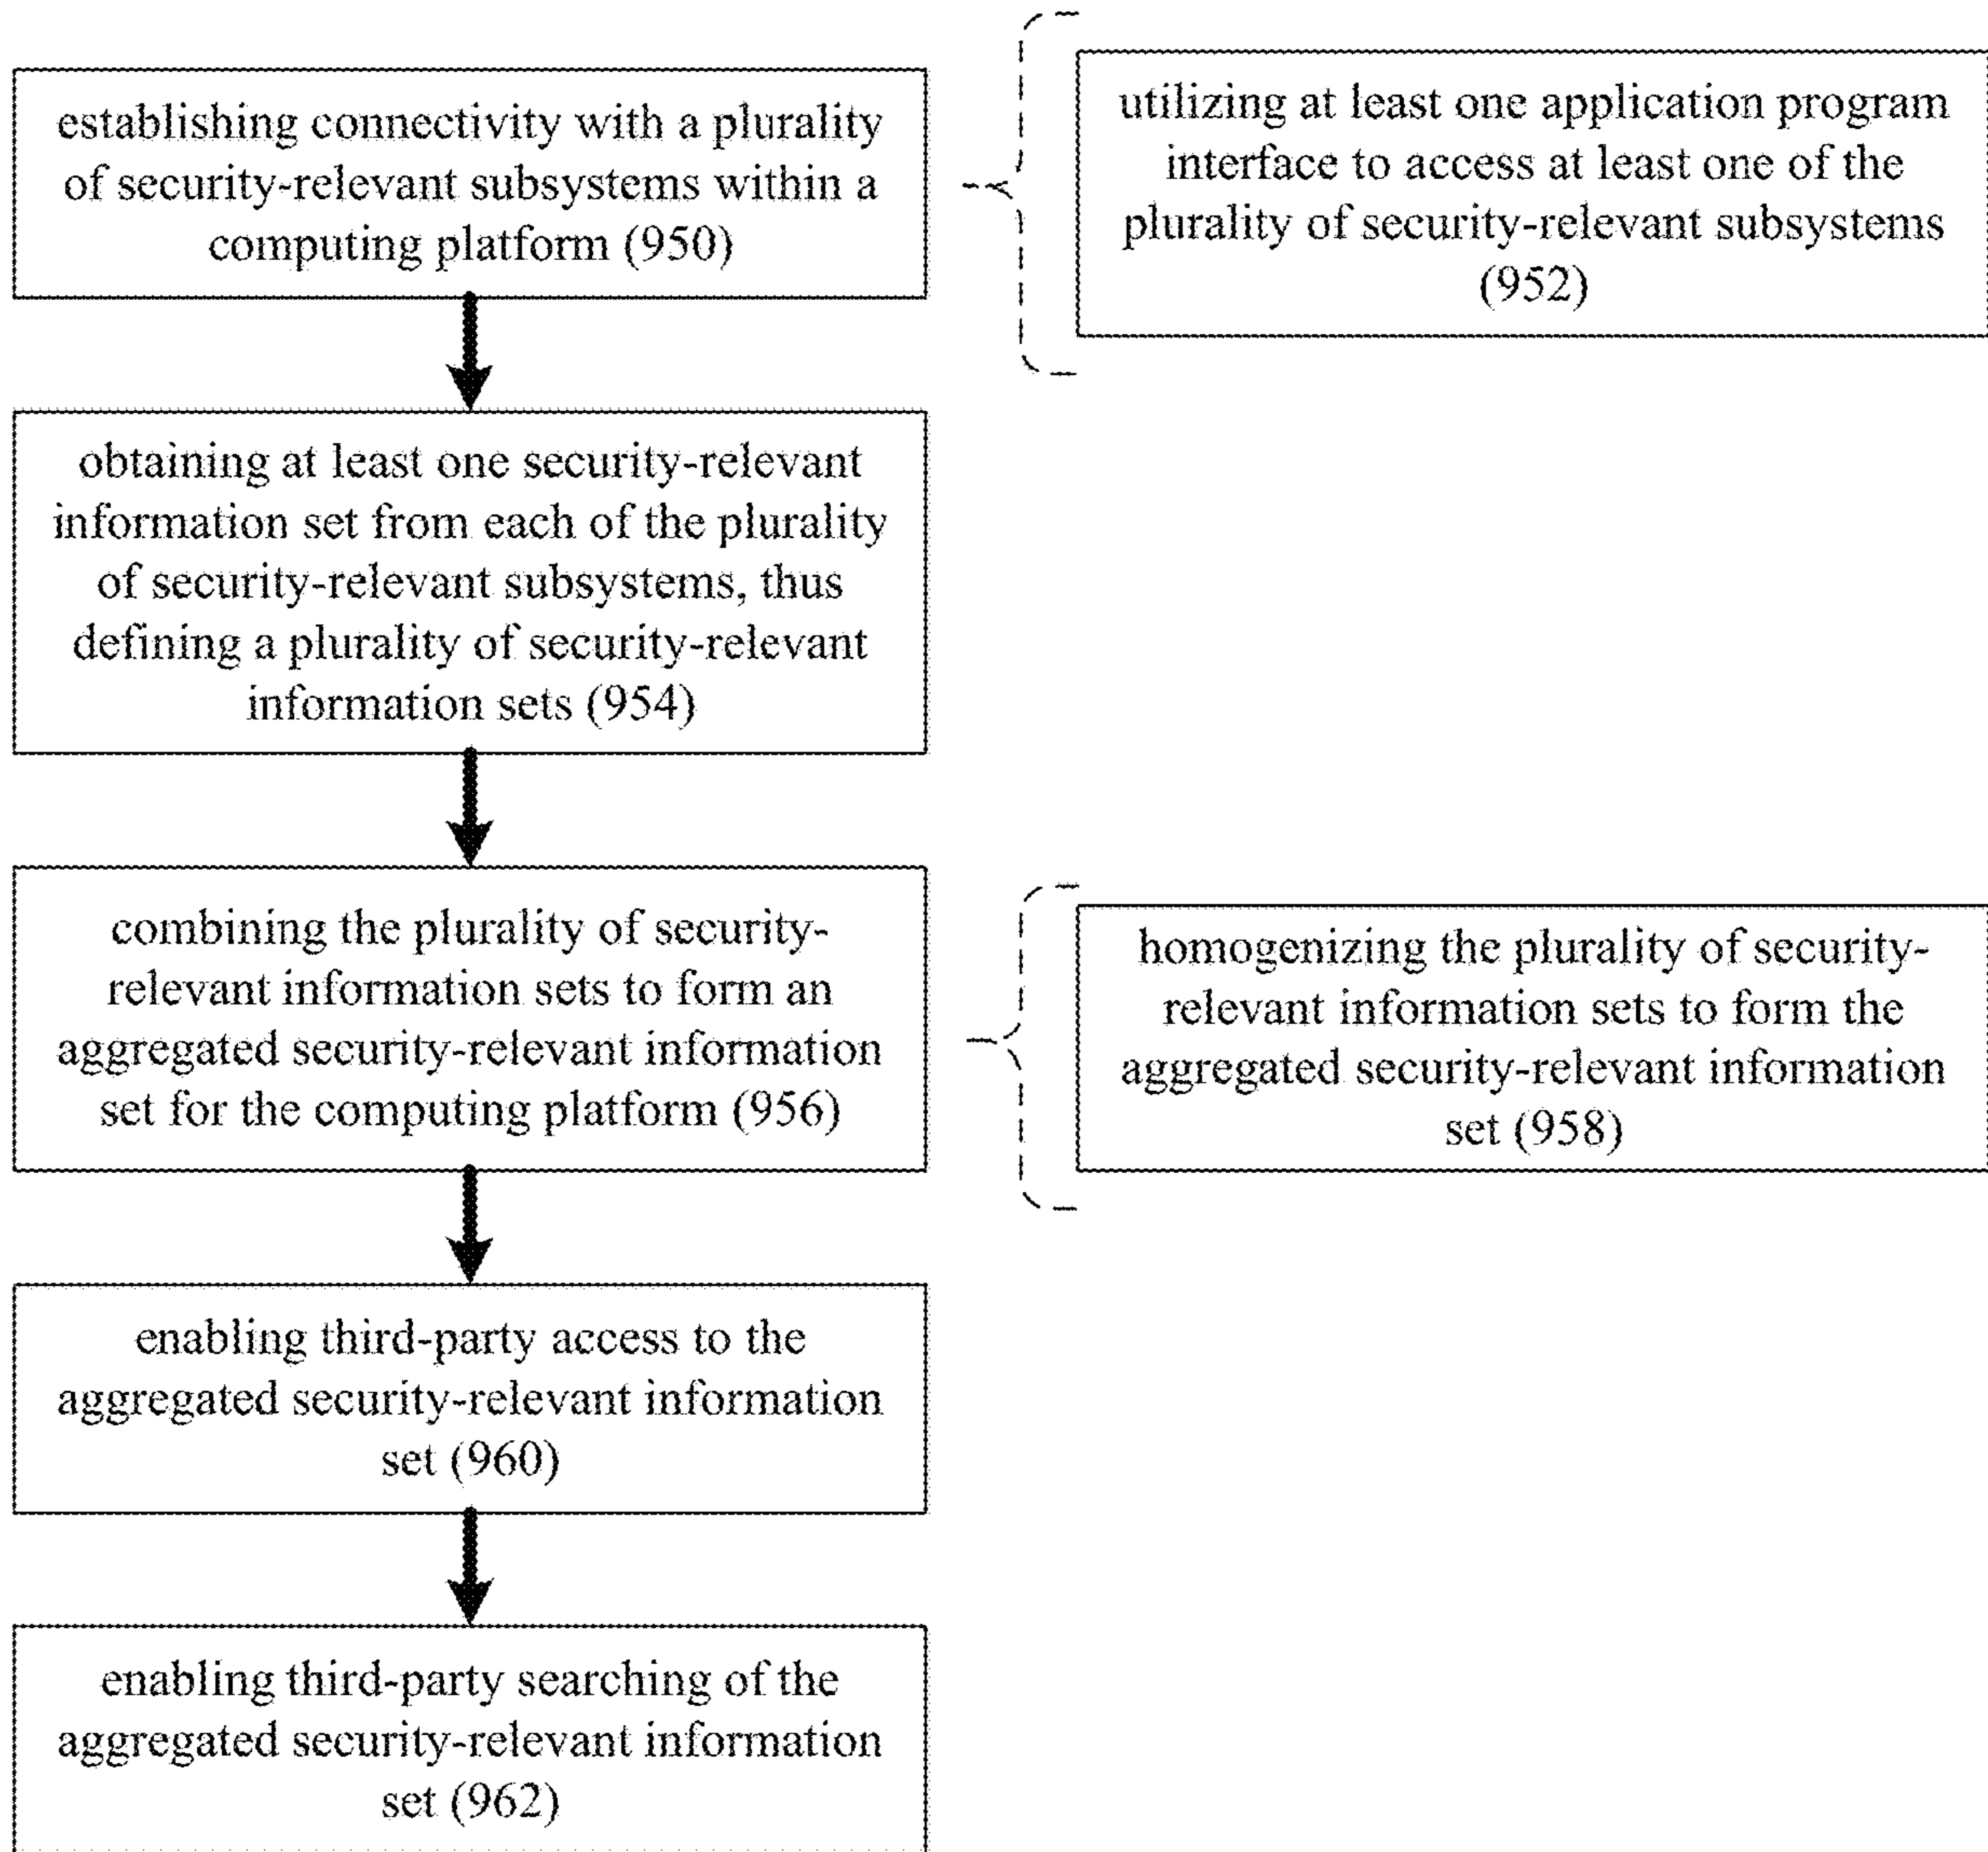 establishing connectivity with a plurality
of security-relevant subsystems within a
computing platform (950)
utilizing at least one application program
interface to access at least one of the
plurality of security-relevant subsystems
(952)
obtaining at least one security-relevant
information set from each of the plurality
of security-relevant subsystems, thus
defining a plurality of security-relevant
information sets (954)
combining the plurality of security-
relevant information sets to form an
aggregated security-relevant information
set for the computing platform (956)
homogenizing the plurality of security-
relevant information sets to form the
aggregated security-relevant information
set (958)
enabling third-party access to the
aggregated security-relevant information
set (960)
enabling third-party searching of the
aggregated security-relevant information
set (962)